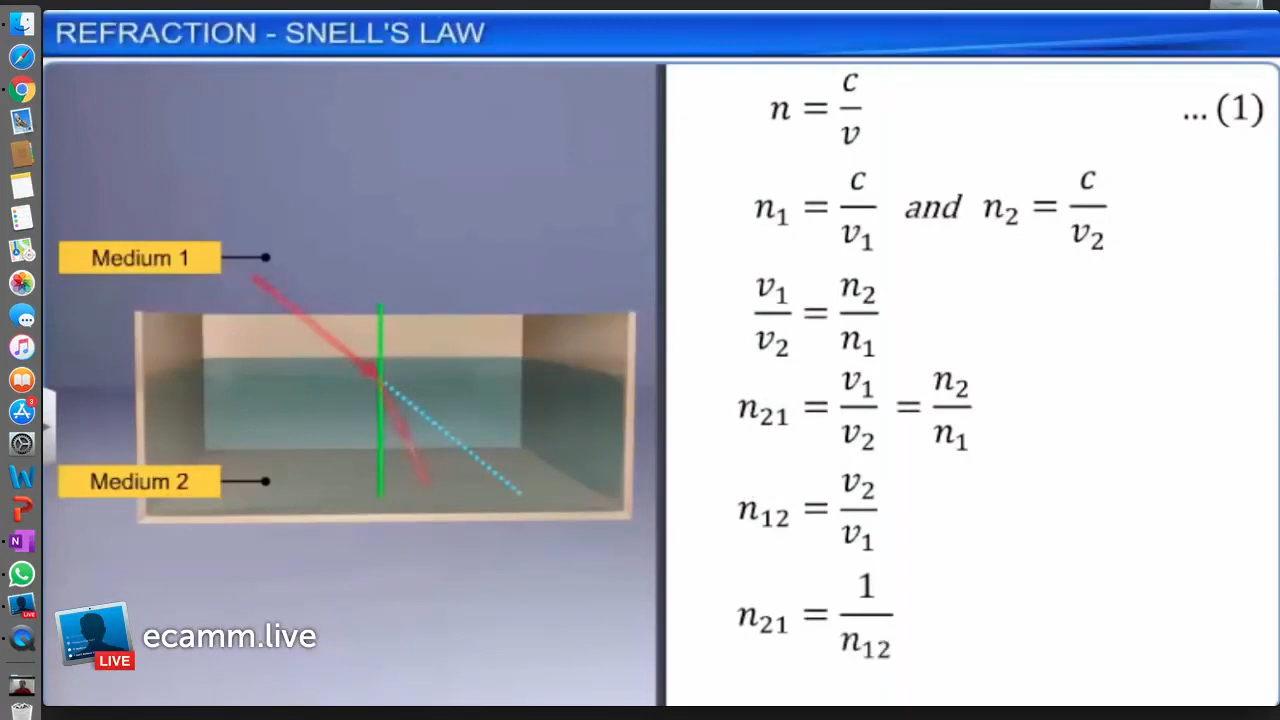 REFRACTION - SNELL'S LAW
n = c/v ... (1)
n₁ = c/v₁ and n₂ = c/v₂
v₁/v₂ = n₂/n₁
n₂₁ = v₁/v₂ = n₂/n₁
n₁₂ = v₂/v₁
n₂₁ = 1/n₁₂
Medium 1
Medium 2
ecamm.live
LIVE
3